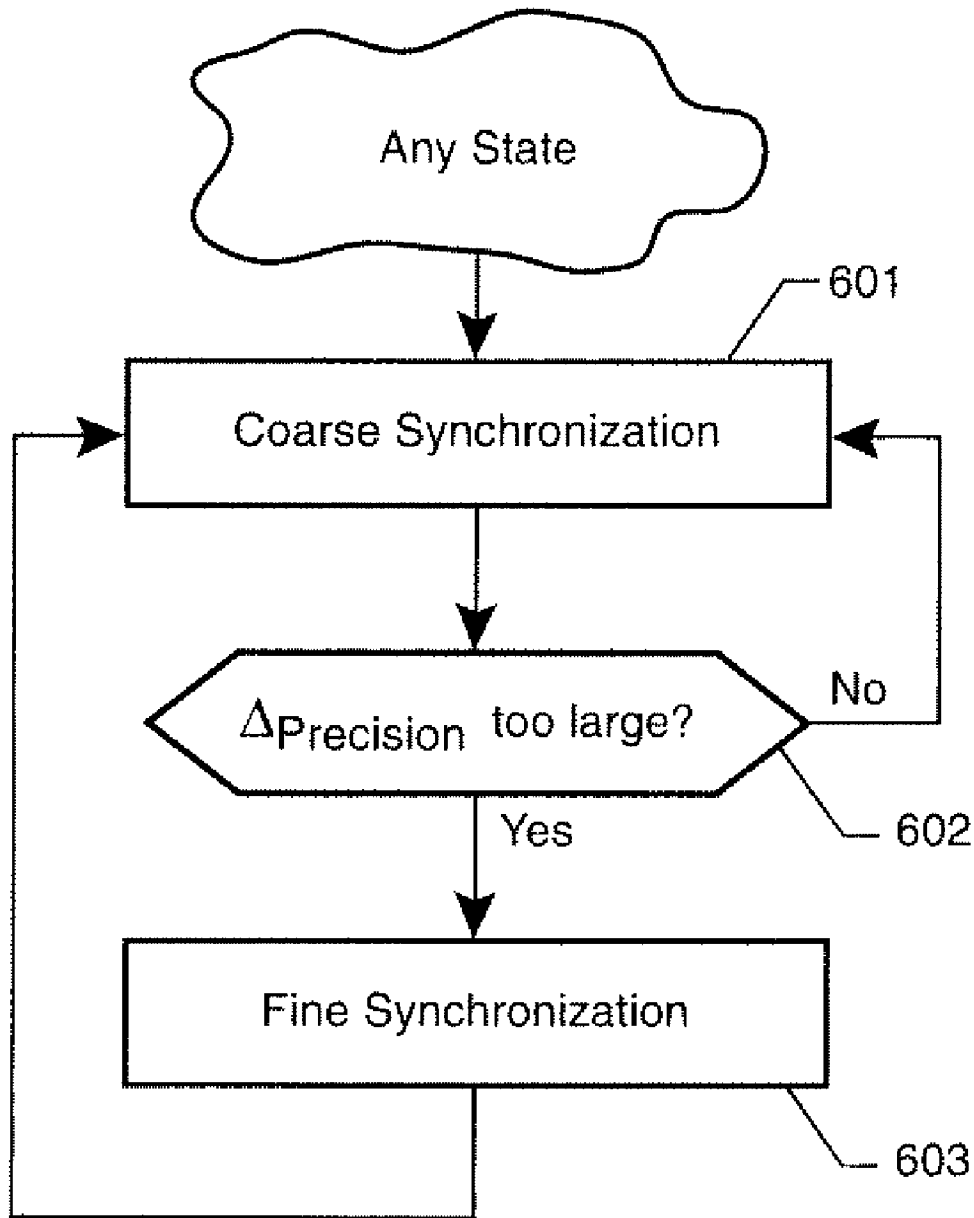 Any State
601
Coarse Synchronization
ΔPrecision too large?
No
602
Yes
Fine Synchronization
603